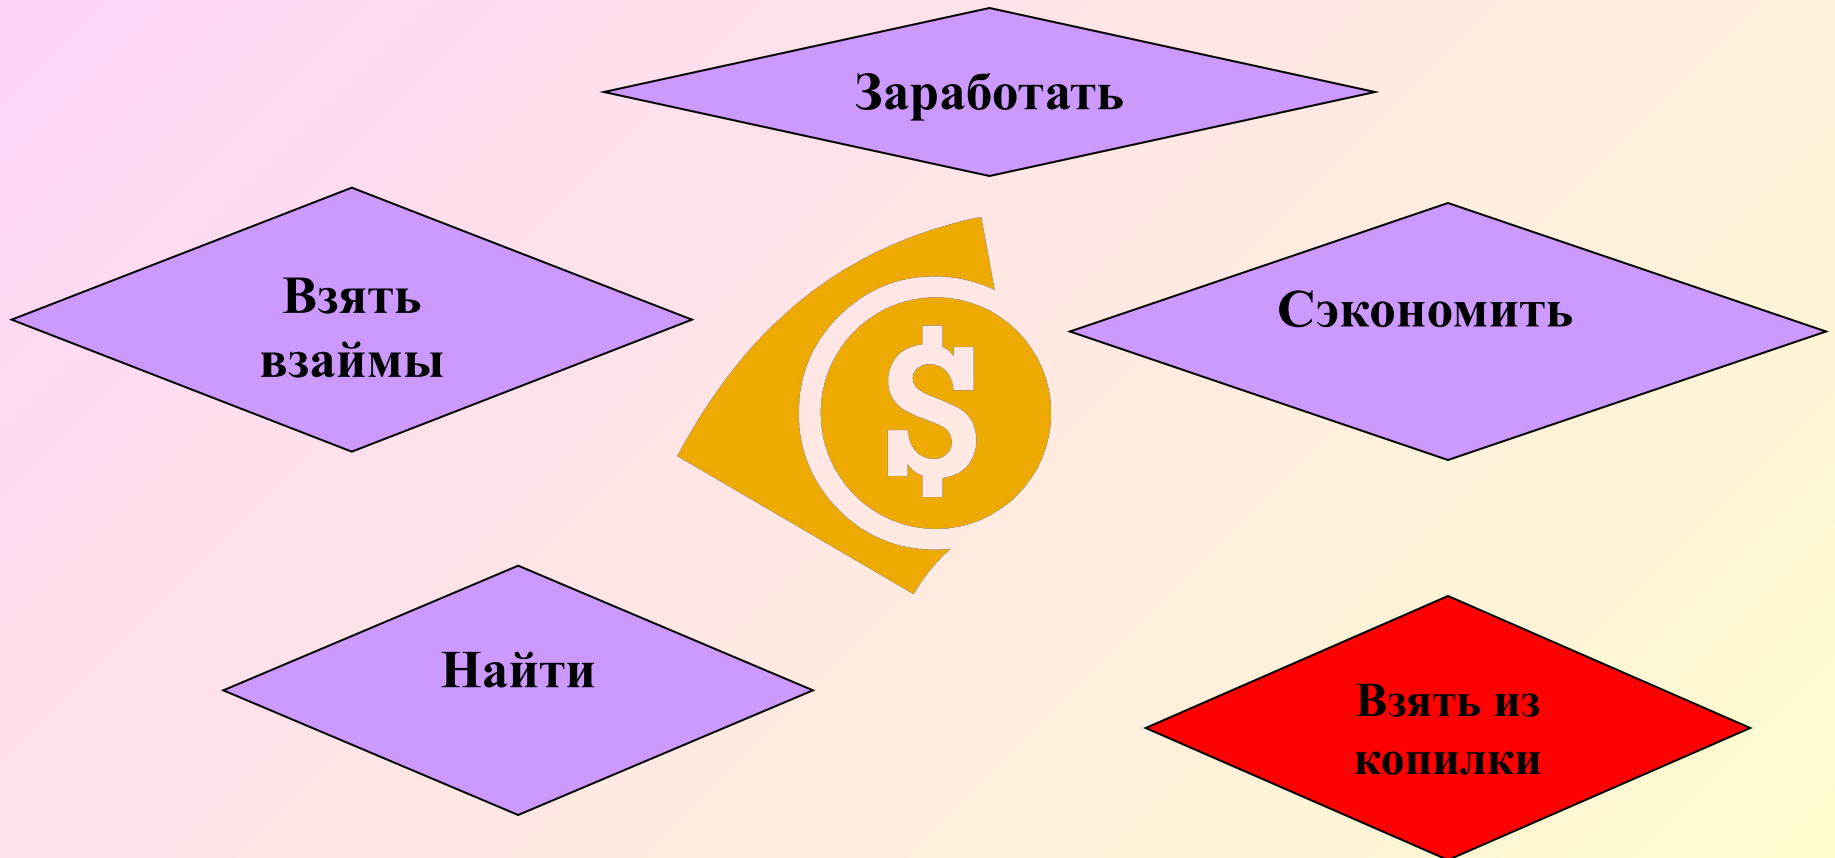 Заработать
Взять
взаймы
Сэкономить
$
Найти
Взять из
копилки